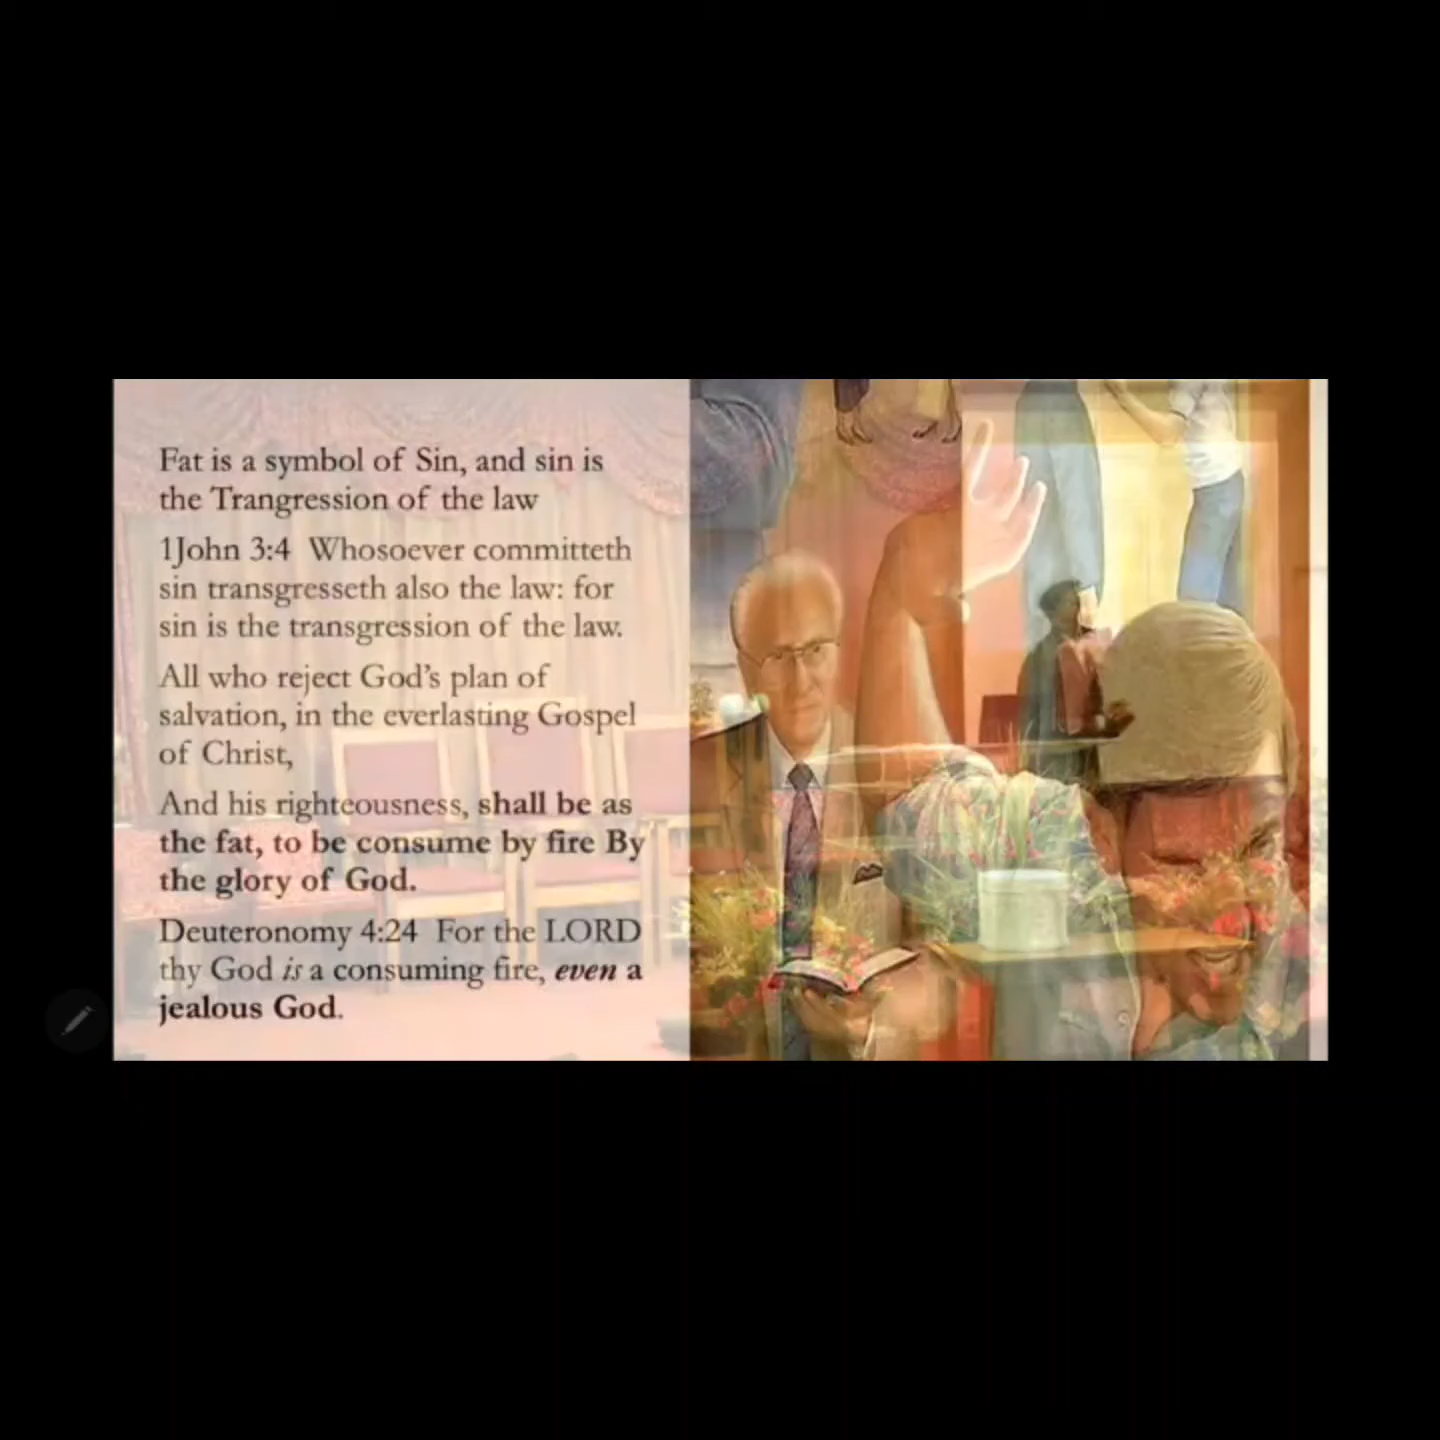 Fat is a symbol of Sin, and sin is
the Trangression of the law
1John 3:4 Whosoever committeth
sin transgresseth also the law: for
sin is the transgression of the law.
All who reject God's plan of
salvation, in the everlasting Gospel
of Christ,
And his righteousness, shall be as
the fat, to be consume by fire By
the glory of God.
Deuteronomy 4:24 For the LORD
thy God is a consuming fire, even a
jealous God.